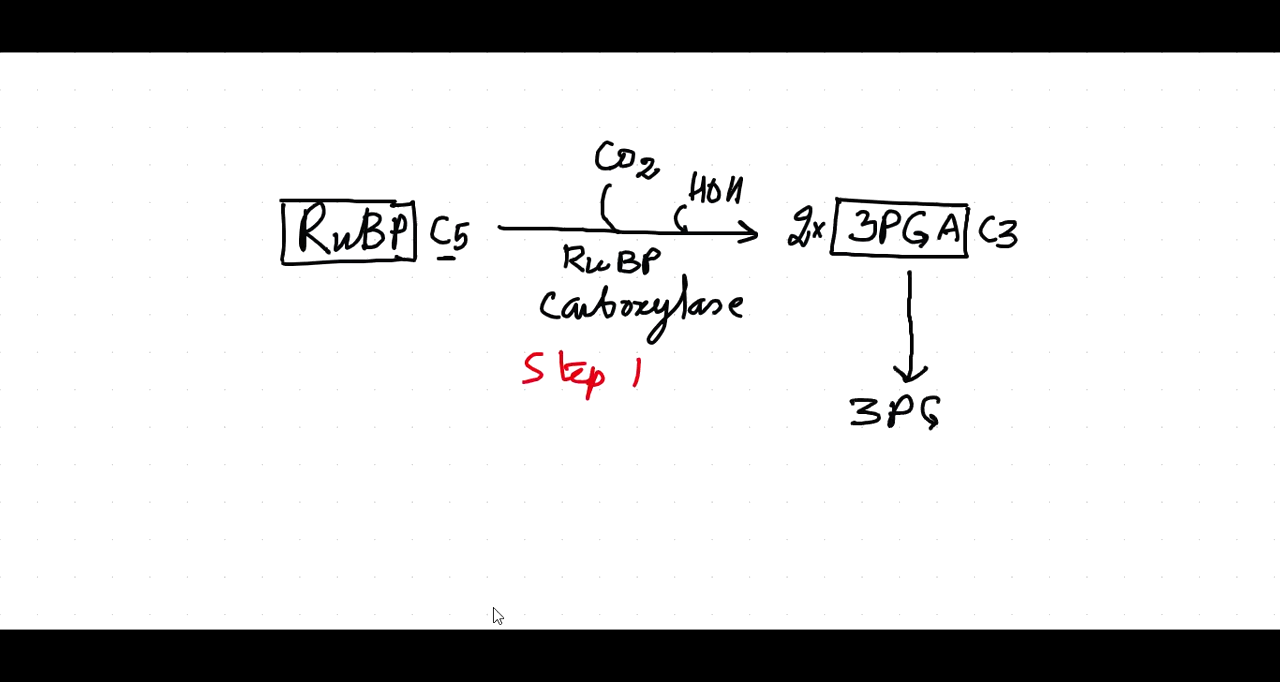 CO2
HOH
RuBP C5
2x 3PGA C3
RuBP
Carboxylase
Step 1
3PG